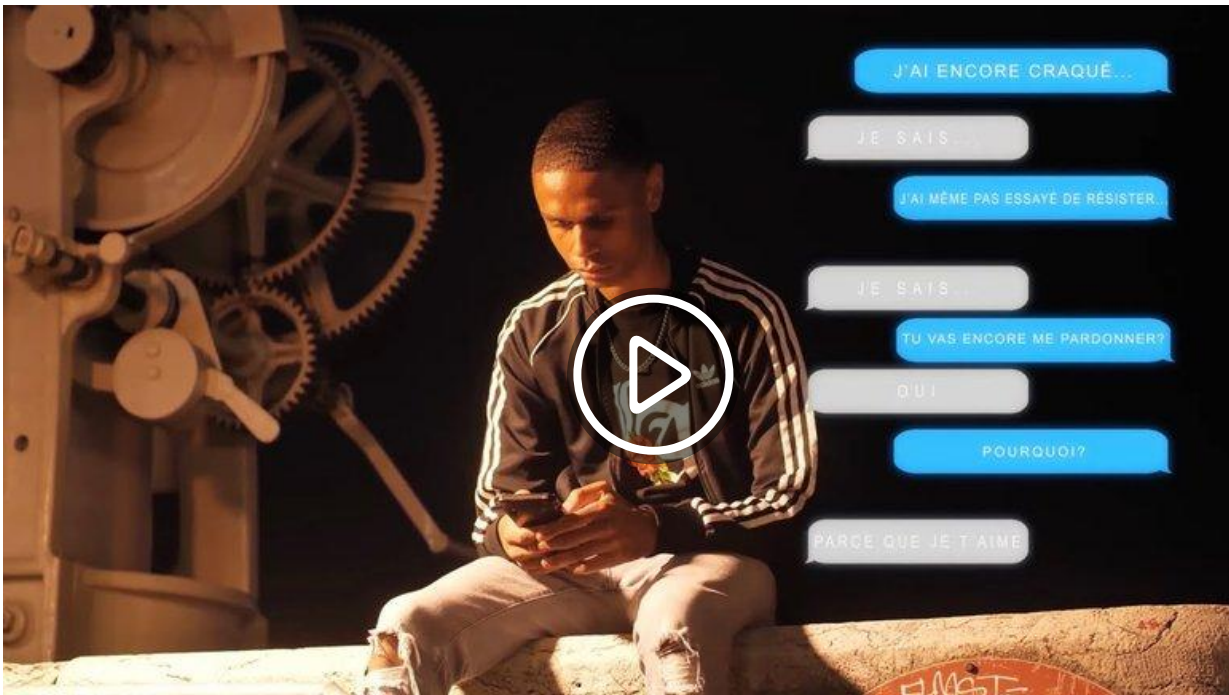 J'AI ENCORE CRAQUÉ...
JE SAIS...
J'AI MÊME PAS ESSAYÉ DE RÉSISTER...
JE SAIS...
TU VAS ENCORE ME PARDONNER?
OUI
POURQUOI?
PARCE QUE JE T'AIME